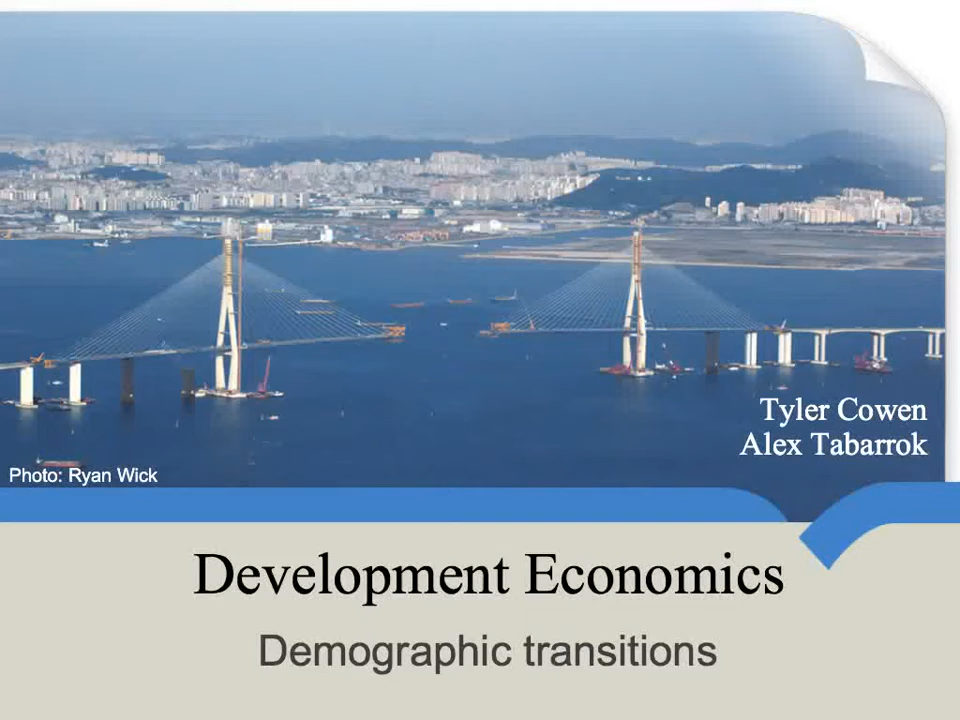 Tyler Cowen
Alex Tabarrok
Photo: Ryan Wick
Development Economics
Demographic transitions